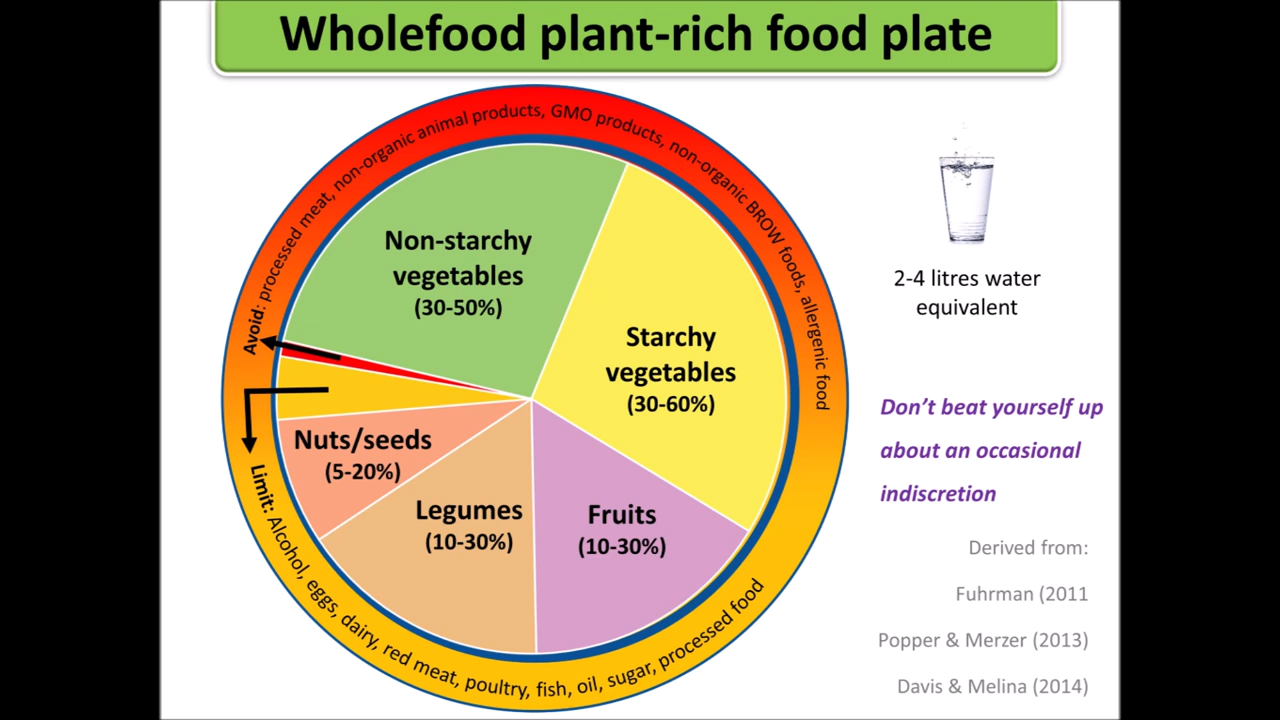 Wholefood plant-rich food plate
Avoid: processed meat, non-organic animal products, GMO products, non-organic BROW foods, allergenic food
Non-starchy
vegetables
(30-50%)
Starchy
vegetables
(30-60%)
Nuts/seeds
(5-20%)
Legumes
(10-30%)
Fruits
(10-30%)
Limit: Alcohol, eggs, dairy, red meat, poultry, fish, oil, sugar, processed food
2-4 litres water
equivalent
Don't beat yourself up
about an occasional
indiscretion
Derived from:
Fuhrman (2011
Popper & Merzer (2013)
Davis & Melina (2014)